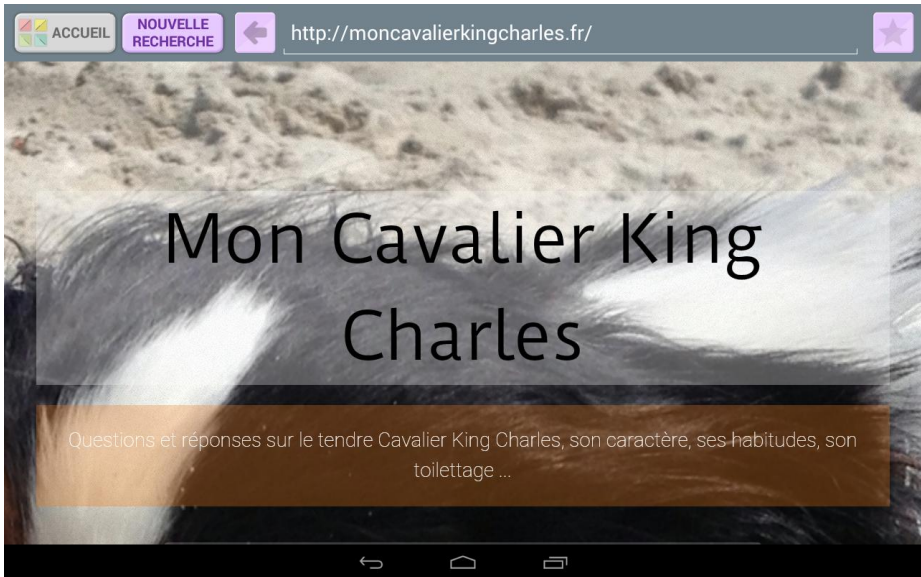 ACCUEIL
NOUVELLE
RECHERCHE
http://moncavalierkingcharles.fr/
Mon Cavalier King
Charles
Questions et réponses sur le tendre Cavalier King Charles, son caractère, ses habitudes, son
toilettage ...